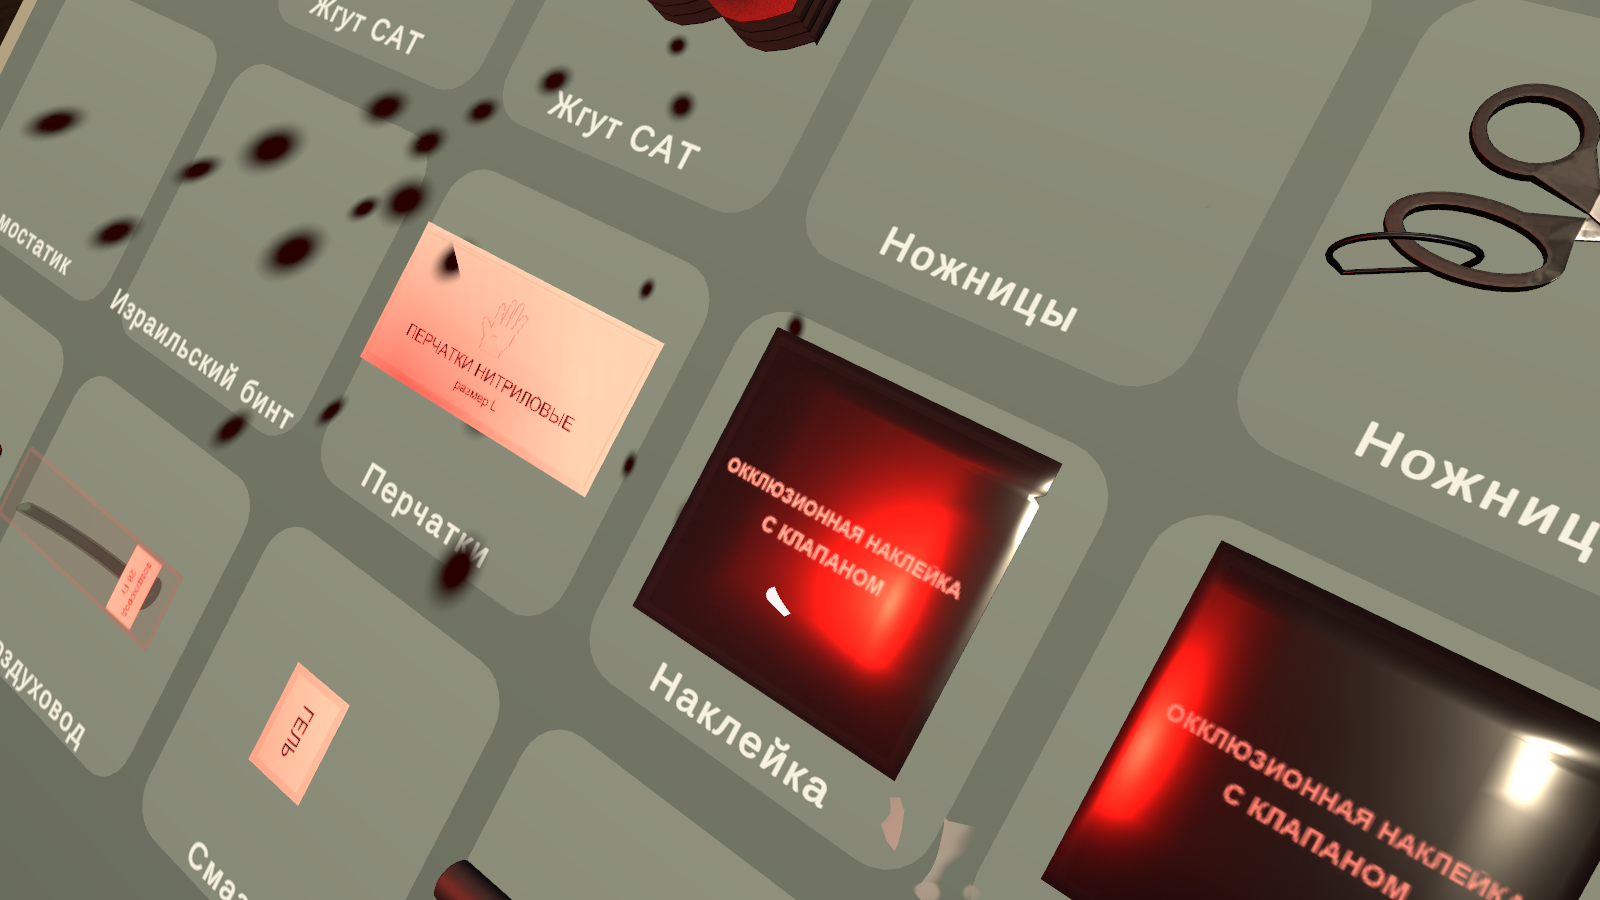 Жгут CAT
Жгут CAT
Ножницы
мостатик
Израильский бинт
ПЕРЧАТКИ НИТРИЛОВЫЕ
размер L
Перчатки
ОККЛЮЗИОННАЯ НАКЛЕЙКА
С КЛАПАНОМ
Наклейка
Ножниц
ОККЛЮЗИОННАЯ НАКЛЕЙКА
С КЛАПАНОМ
здуховод
ГЕЛЬ
Смаз